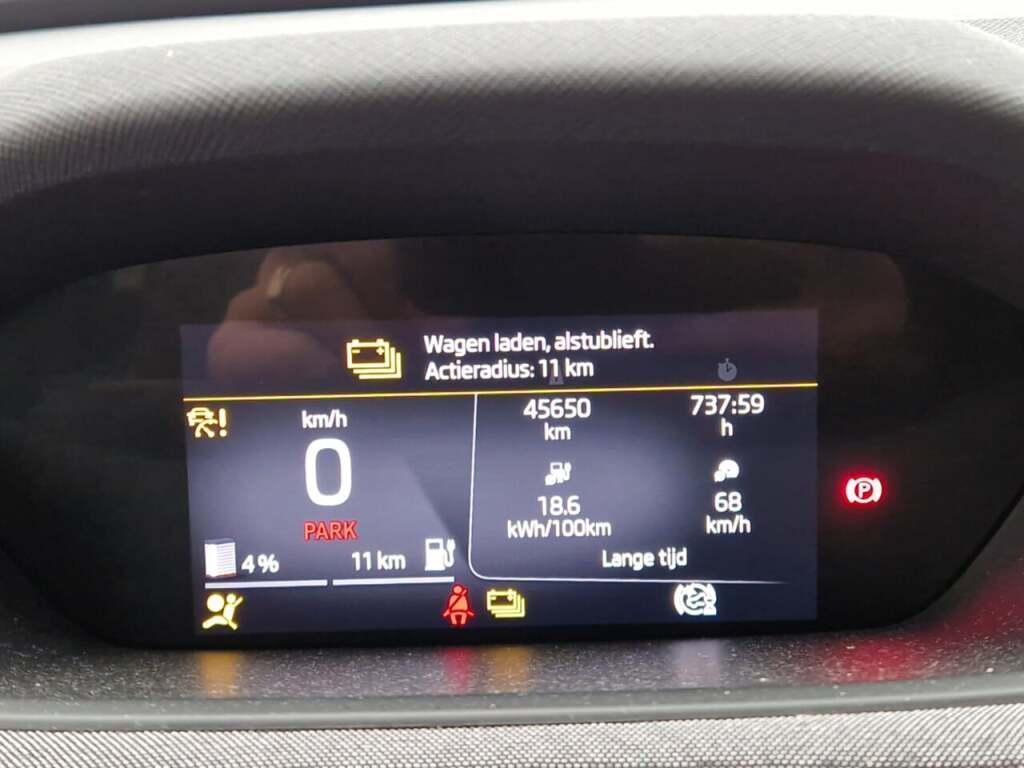 Wagen laden, alstublieft.
Actieradius: 11 km
km/h
0
PARK
4 %
11 km
45650
km
737:59
h
18.6
kWh/100km
68
km/h
Lange tijd
P